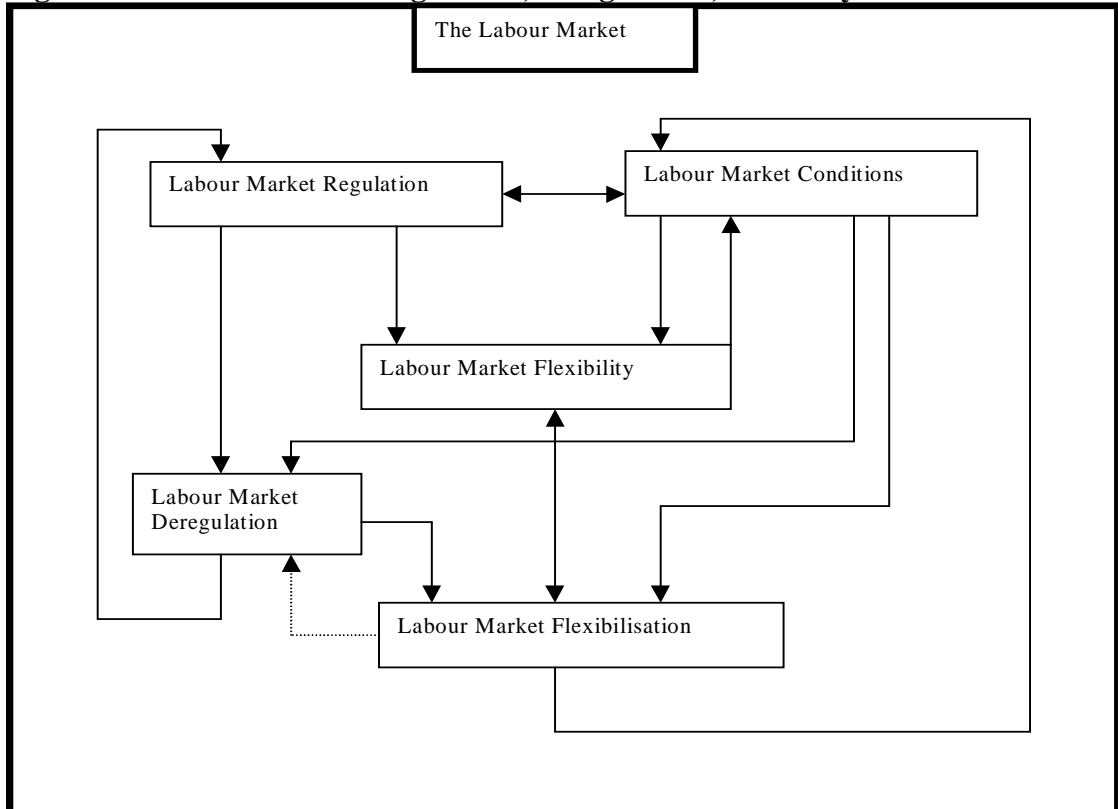 The Labour Market
Labour Market Regulation
Labour Market Conditions
Labour Market Flexibility
Labour Market
Deregulation
Labour Market Flexibilisation